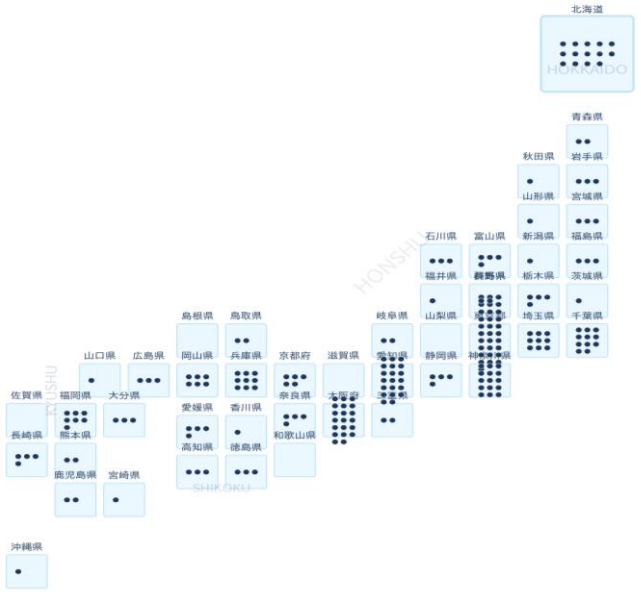 北海道
HOKKAIDO
青森県
秋田県
岩手県
山形県
宮城県
石川県
富山県
新潟県
福島県
HONSHU
福井県
栃木県
茨城県
島根県
鳥取県
岐阜県
山梨県
埼玉県
千葉県
山口県
広島県
岡山県
兵庫県
京都府
滋賀県
愛知県
静岡県
神奈川県
KYUSHU
佐賀県
福岡県
大分県
愛媛県
香川県
奈良県
大阪府
長崎県
熊本県
高知県
徳島県
和歌山県
鹿児島県
宮崎県
SHIKOKU
沖縄県